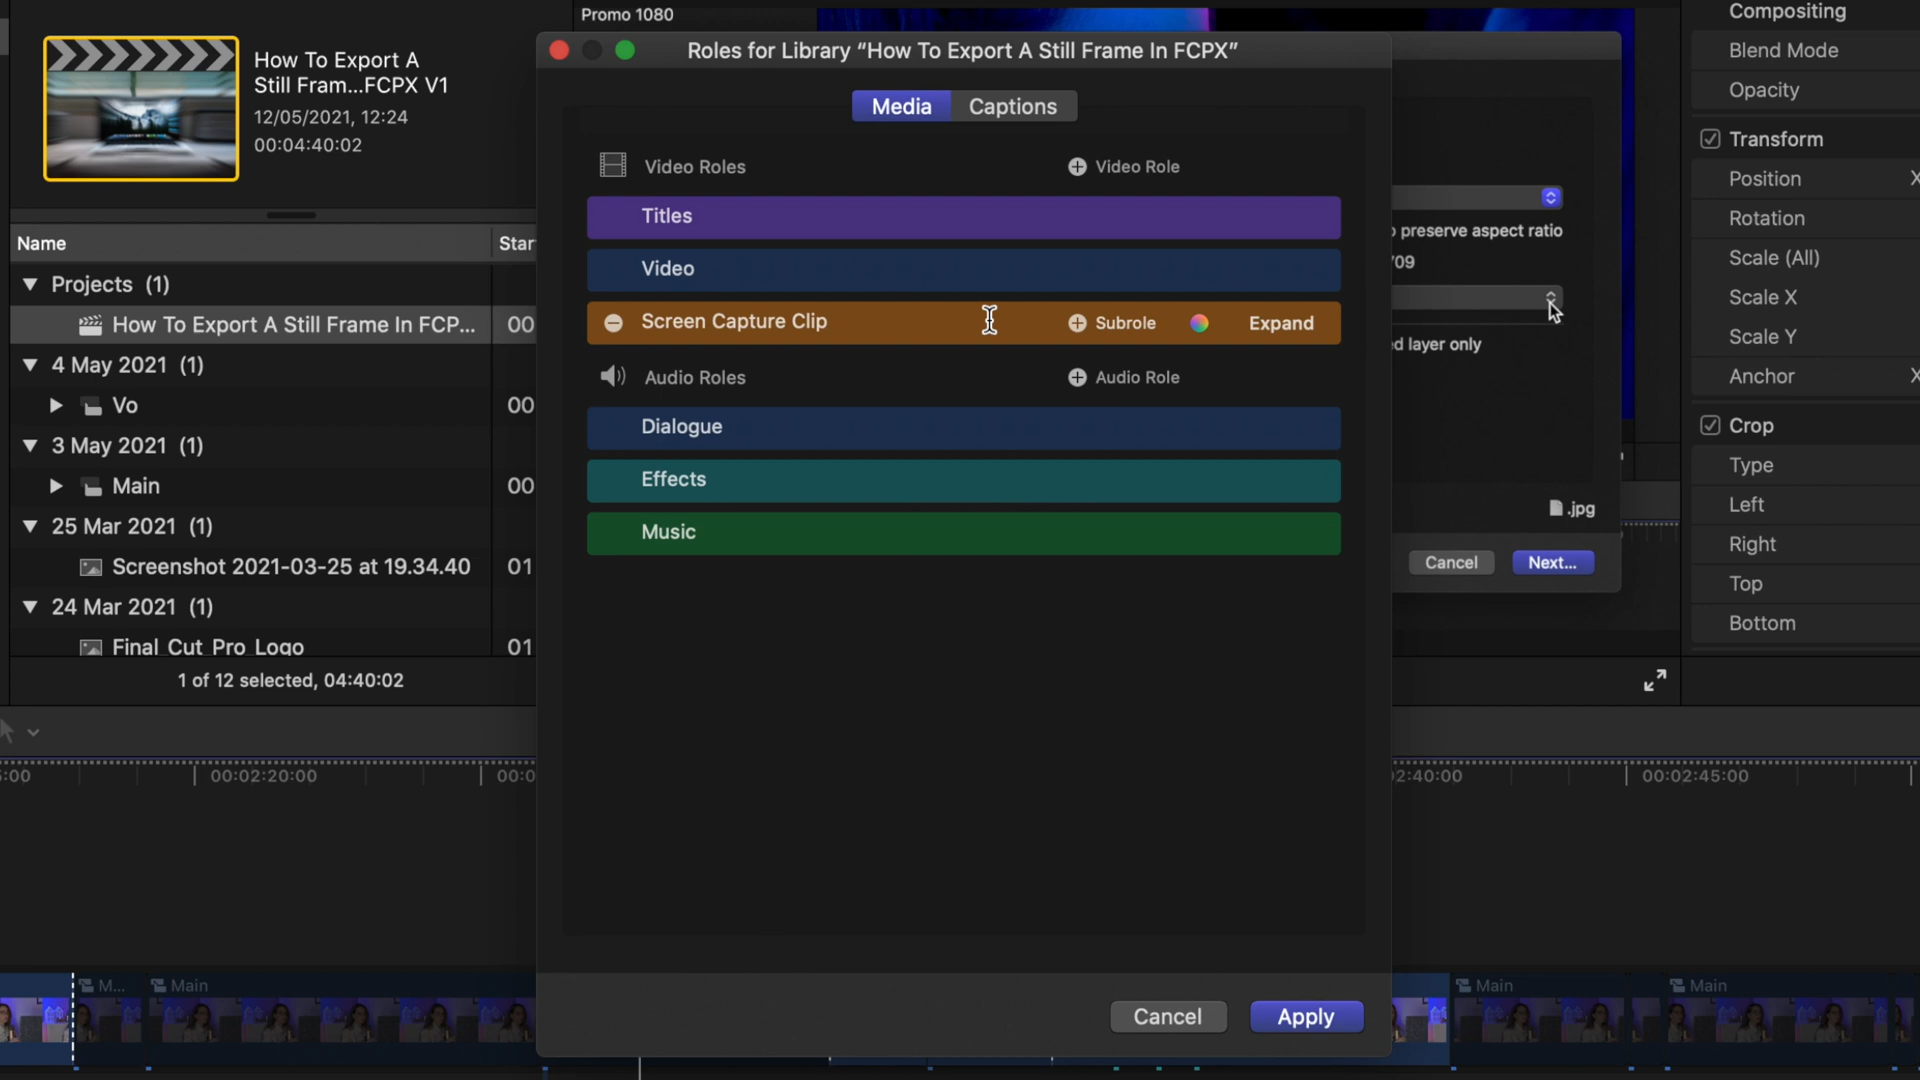 Promo 1080
How To Export A
Still Fram...FCPX V1
12/05/2021, 12:24
00:04:40:02
Name
Star
Projects (1)
How To Export A Still Frame In FCP...
00
4 May 2021 (1)
Vo
00
3 May 2021 (1)
Main
00
25 Mar 2021 (1)
Screenshot 2021-03-25 at 19.34.40
01
24 Mar 2021 (1)
Final Cut Pro Logo
01
1 of 12 selected, 04:40:02
Roles for Library “How To Export A Still Frame In FCPX”
Media
Captions
Video Roles
Video Role
Titles
Video
Screen Capture Clip
Subrole
Expand
Audio Roles
Audio Role
Dialogue
Effects
Music
Cancel
Apply
preserve aspect ratio
'09
d layer only
.jpg
Cancel
Next...
Compositing
Blend Mode
Opacity
Transform
Position
X
Rotation
Scale (All)
Scale X
Scale Y
Anchor
X
Crop
Type
Left
Right
Top
Bottom
:00
00:02:20:00
00:0
2:40:00
00:02:45:00
M...
Main
Main
Main